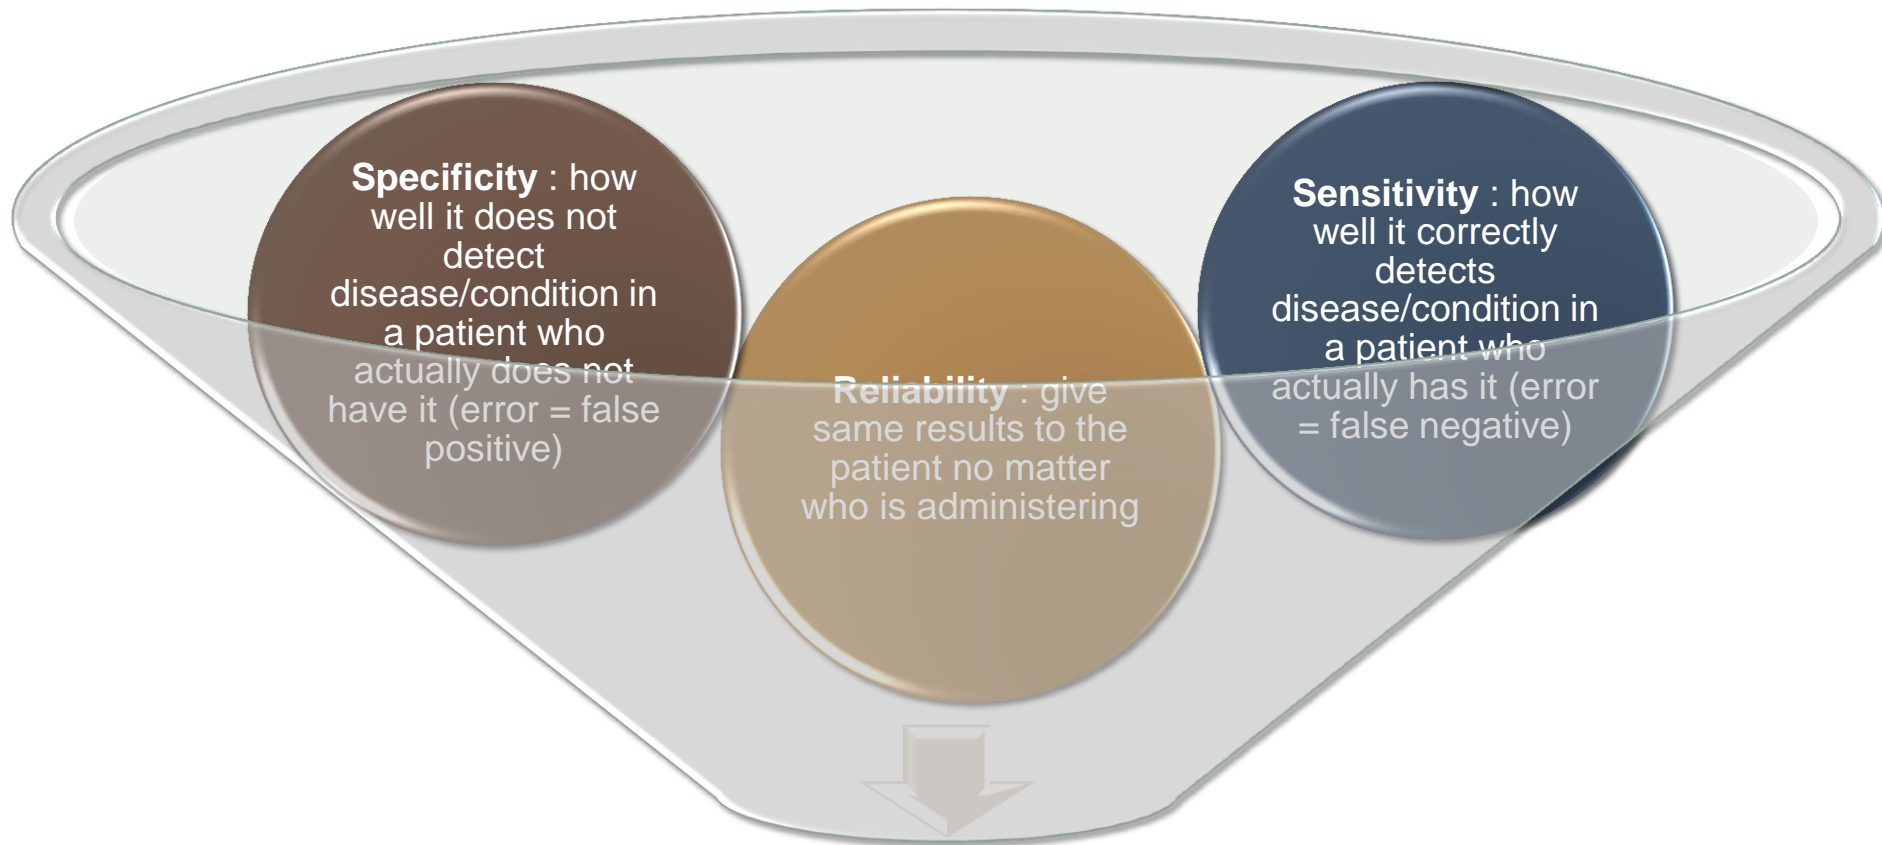 Specificity : how
well it does not
detect
disease/condition in
a patient who
actually does not
have it (error = false
positive)
Reliability : give
same results to the
patient no matter
who is administering
Sensitivity : how
well it correctly
detects
disease/condition in
a patient who
actually has it (error
= false negative)